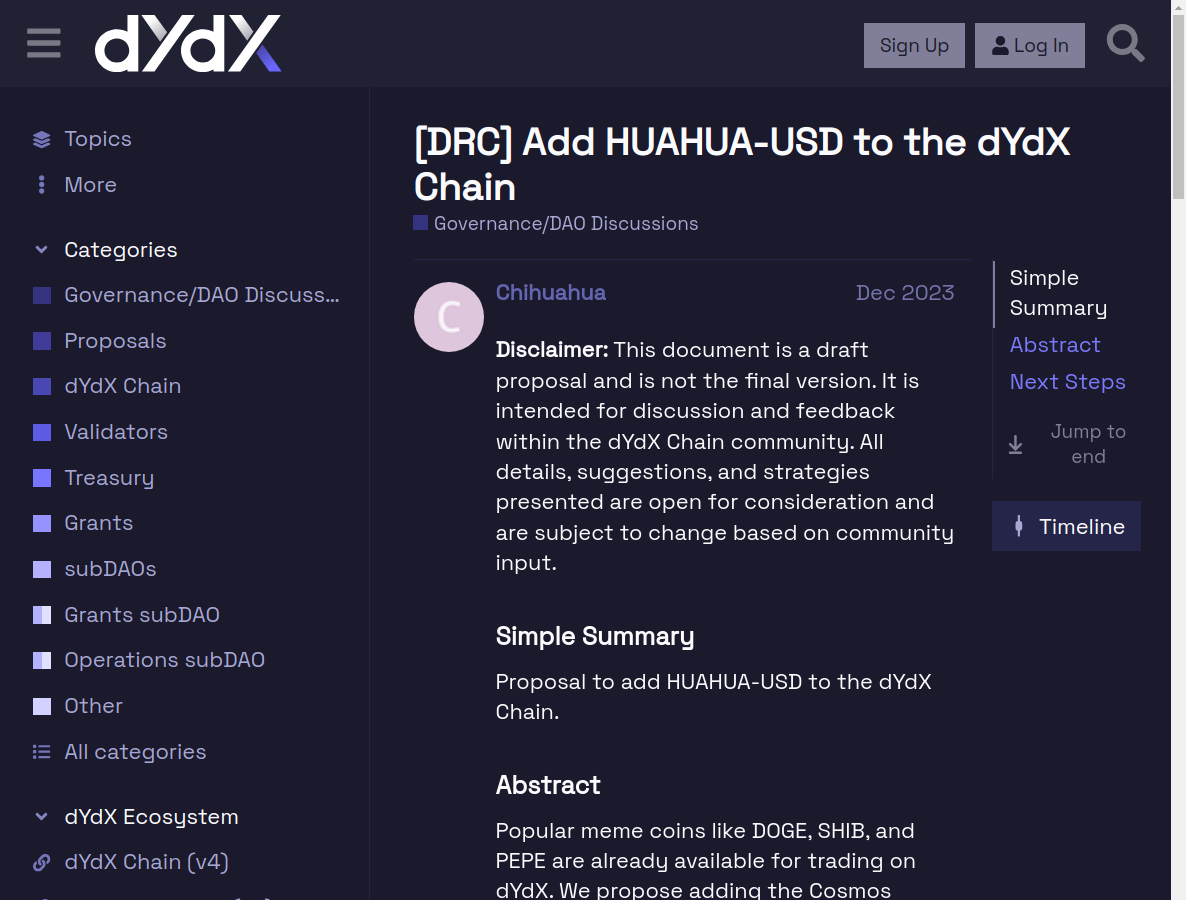 dYdX
Sign Up
Log In
Topics
More
Categories
Governance/DAO Discuss...
Proposals
dYdX Chain
Validators
Treasury
Grants
subDAOs
Grants subDAO
Operations subDAO
Other
All categories
dYdX Ecosystem
dYdX Chain (v4)
[DRC] Add HUAHUA-USD to the dYdX
Chain
Governance/DAO Discussions
C
Chihuahua
Dec 2023
Disclaimer: This document is a draft
proposal and is not the final version. It is
intended for discussion and feedback
within the dYdX Chain community. All
details, suggestions, and strategies
presented are open for consideration and
are subject to change based on community
input.
Simple Summary
Proposal to add HUAHUA-USD to the dYdX
Chain.
Abstract
Popular meme coins like DOGE, SHIB, and
PEPE are already available for trading on
dYdX. We propose adding the Cosmos
Simple
Summary
Abstract
Next Steps
Jump to
end
Timeline